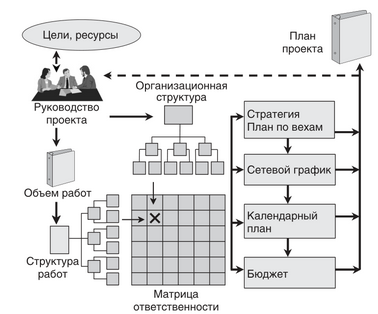 Цели, ресурсы
План
проекта
Руководство
проекта
Организационная
структура
Стратегия
План по вехам
Сетевой график
Объем работ
Календарный
план
Структура
работ
Бюджет
Матрица
ответственности